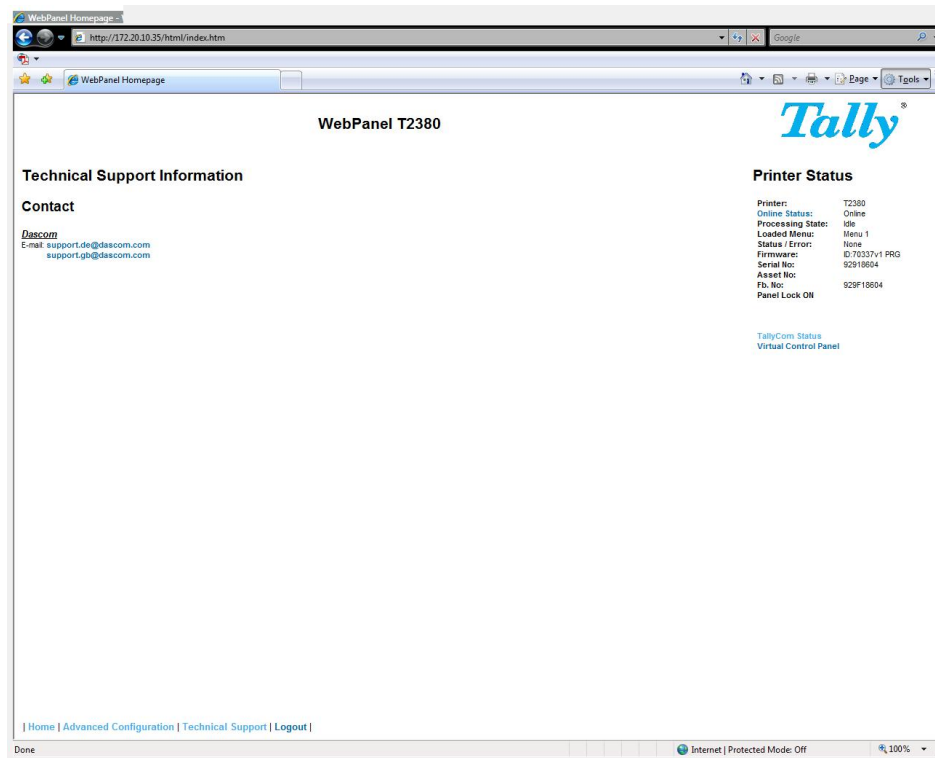 WebPanel Homepage -
http://172.20.10.35/html/index.htm
Google
WebPanel Homepage
Page
Tools
WebPanel T2380
Tally®
Technical Support Information
Printer Status
Contact
Dascom
E-mail: support.de@dascom.com
support.gb@dascom.com
Printer: T2380
Online Status: Online
Processing State: Idle
Loaded Menu: Menu 1
Status / Error: None
Firmware: ID:70337v1 PRG
Serial No: 92918604
Asset No:
Fb. No: 929F18604
Panel Lock ON
TallyCom Status
Virtual Control Panel
| Home | Advanced Configuration | Technical Support | Logout |
Done
Internet | Protected Mode: Off
100%